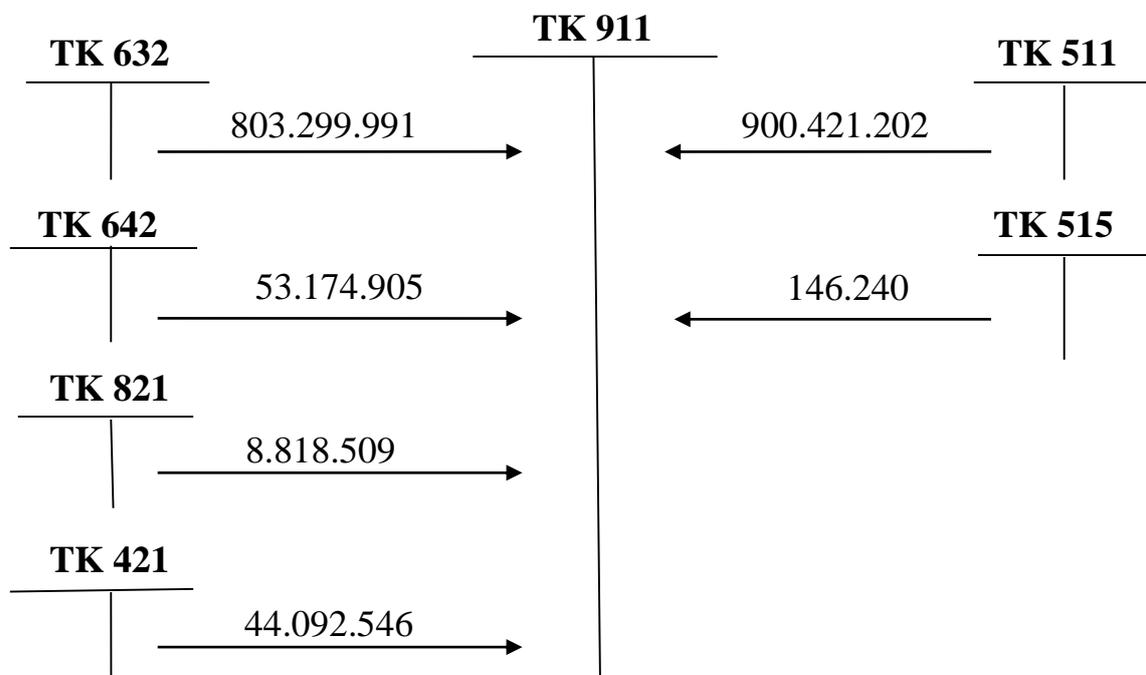 TK 911
TK 632
TK 511
803.299.991
900.421.202
TK 642
TK 515
53.174.905
146.240
TK 821
8.818.509
TK 421
44.092.546